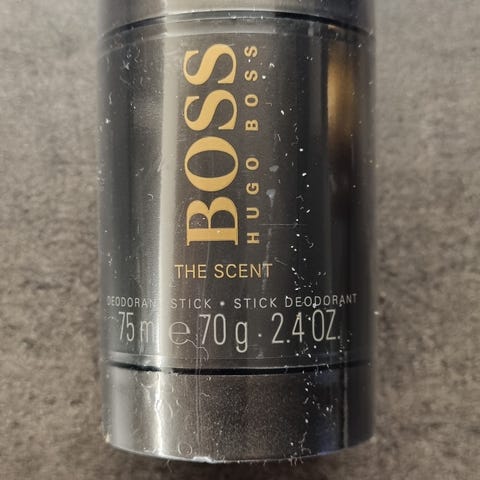 BOSS
HUGO BOSS
THE SCENT
DEODORANT STICK • STICK DEODORANT
75 ml e 70 g · 2.4 OZ.